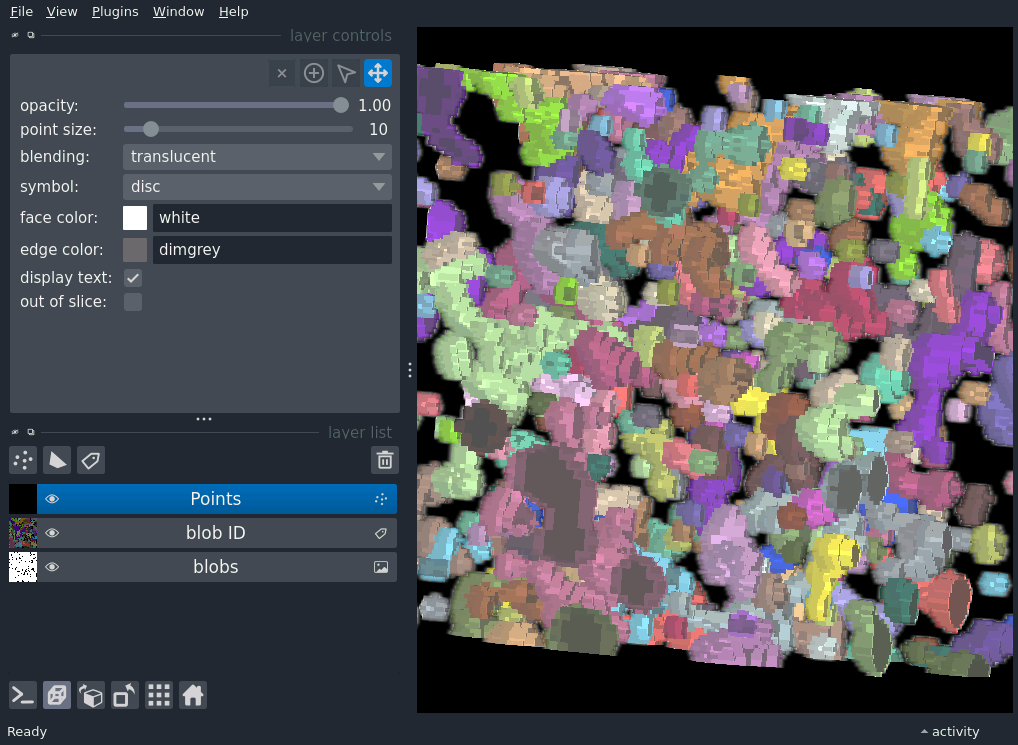 File View Plugins Window Help
layer controls
opacity: 1.00
point size: 10
blending: translucent
symbol: disc
face color: white
edge color: dimgrey
display text:
out of slice:
layer list
Points
blob ID
blobs
Ready activity